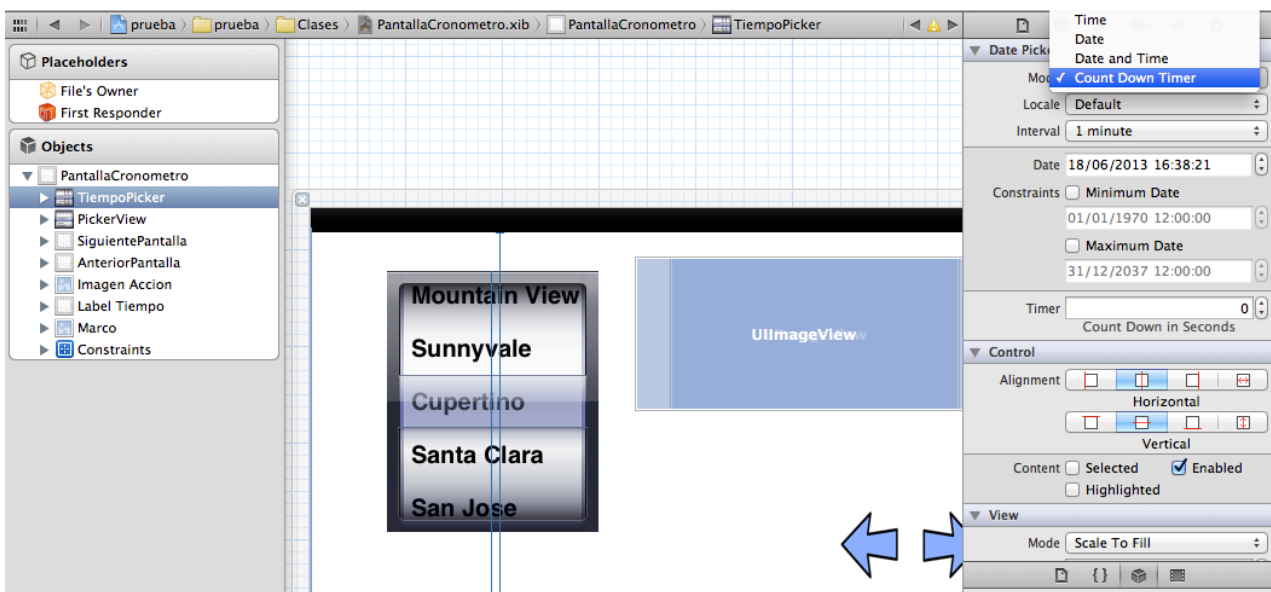 prueba prueba Clases PantallaCronometro.xib PantallaCronometro TiempoPicker
Placeholders
File's Owner
First Responder
Objects
PantallaCronometro
TiempoPicker
PickerView
SiguientePantalla
AnteriorPantalla
Imagen Accion
Label Tiempo
Marco
Constraints
Mountain View
Sunnyvale
Cupertino
Santa Clara
San Jose
UIImageView
Time
Date
Date and Time
Count Down Timer
Date Picke
Mod
Locale Default
Interval 1 minute
Date 18/06/2013 16:38:21
Constraints Minimum Date
01/01/1970 12:00:00
Maximum Date
31/12/2037 12:00:00
Timer 0
Count Down in Seconds
Control
Alignment
Horizontal
Vertical
Content Selected Enabled
Highlighted
View
Mode Scale To Fill
{}